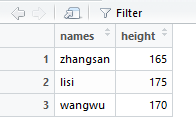 Filter
names height
1 zhangsan 165
2 lisi 175
3 wangwu 170